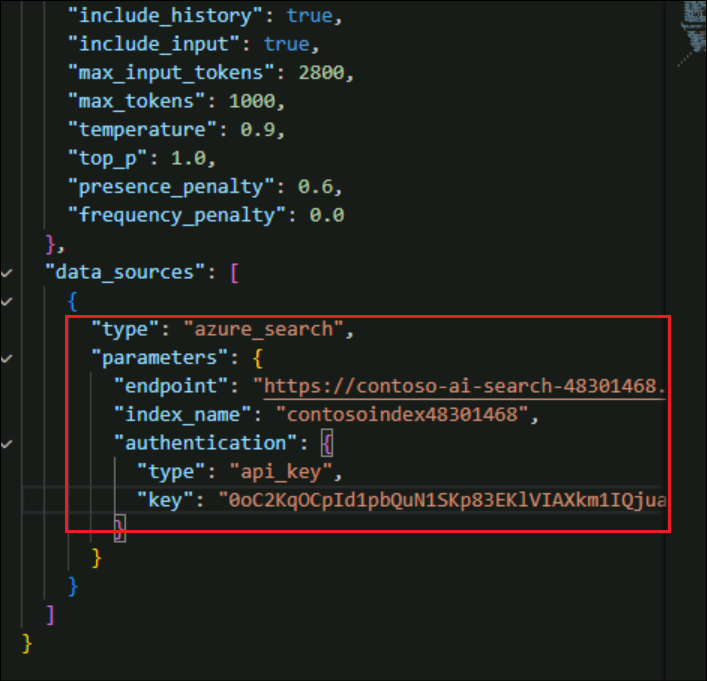 "include_history": true,
"include_input": true,
"max_input_tokens": 2800,
"max_tokens": 1000,
"temperature": 0.9,
"top_p": 1.0,
"presence_penalty": 0.6,
"frequency_penalty": 0.0
},
"data_sources": [
{
"type": "azure_search",
"parameters": {
"endpoint": "https://contoso-ai-search-48301468.
"index_name": "contosoindex48301468",
"authentication": {
"type": "api_key",
"key": "0oC2KqOCpId1pbQuN1SKp83EKlVIAXkm1IQjua
}
}
}
]
}